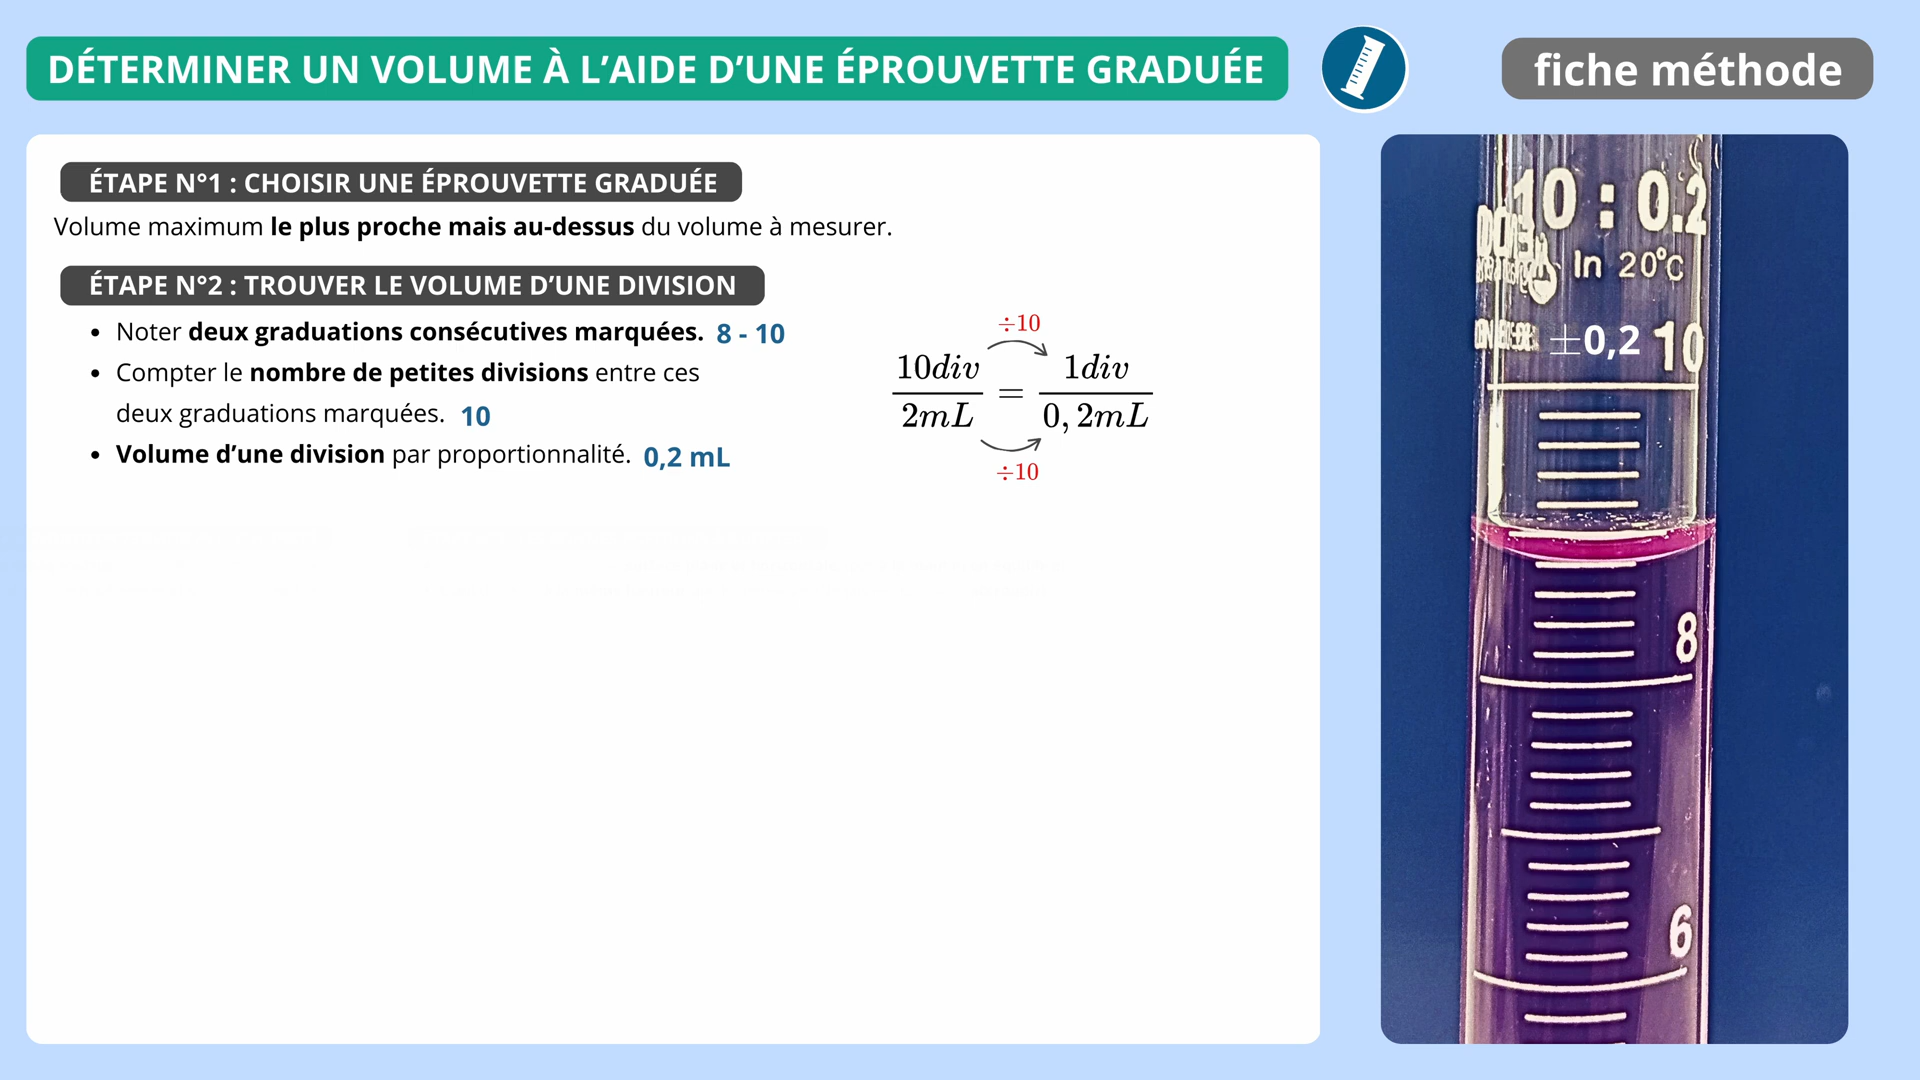 DÉTERMINER UN VOLUME À L’AIDE D’UNE ÉPROUVETTE GRADUÉE
fiche méthode
ÉTAPE N°1 : CHOISIR UNE ÉPROUVETTE GRADUÉE
Volume maximum le plus proche mais au-dessus du volume à mesurer.
ÉTAPE N°2 : TROUVER LE VOLUME D’UNE DIVISION
• Noter deux graduations consécutives marquées. 8 - 10
• Compter le nombre de petites divisions entre ces
deux graduations marquées. 10
• Volume d’une division par proportionnalité. 0,2 mL
÷10
10div / 2mL = 1div / 0,2mL
÷10
10 : 0.2
In 20°C
±0,2
10
8
6